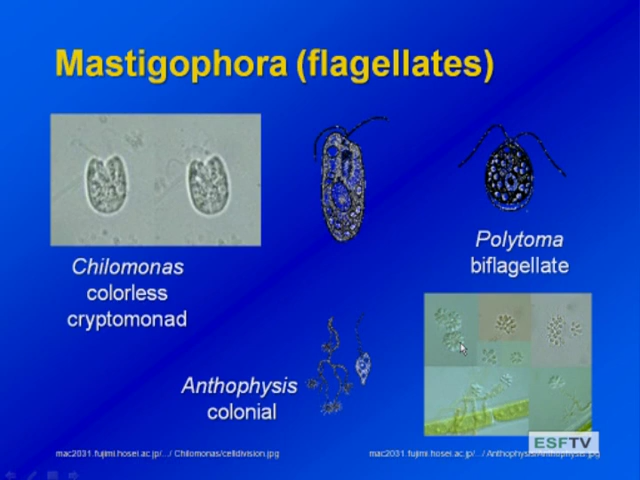 Mastigophora (flagellates)
Chilomonas
colorless
cryptomonad
Polytoma
biflagellate
Anthophysis
colonial
ESFTV
mac2031.fujimi.hosei.ac.jp/.../ Chilomonas/celldivision.jpg
mac2031.fujimi.hosei.ac.jp/.../ Anthophysis/Anthophysis.jpg